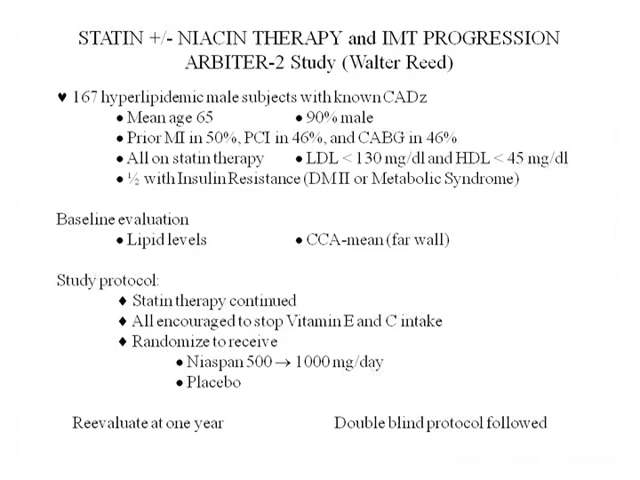 STATIN +/- NIACIN THERAPY and IMT PROGRESSION
ARBITER-2 Study (Walter Reed)
♥ 167 hyperlipidemic male subjects with known CADz
● Mean age 65 ● 90% male
● Prior MI in 50%, PCI in 46%, and CABG in 46%
● All on statin therapy ● LDL < 130 mg/dl and HDL < 45 mg/dl
● ½ with Insulin Resistance (DM II or Metabolic Syndrome)
Baseline evaluation
● Lipid levels ● CCA-mean (far wall)
Study protocol:
♦ Statin therapy continued
♦ All encouraged to stop Vitamin E and C intake
♦ Randomize to receive
● Niaspan 500 → 1000 mg/day
● Placebo
Reevaluate at one year Double blind protocol followed